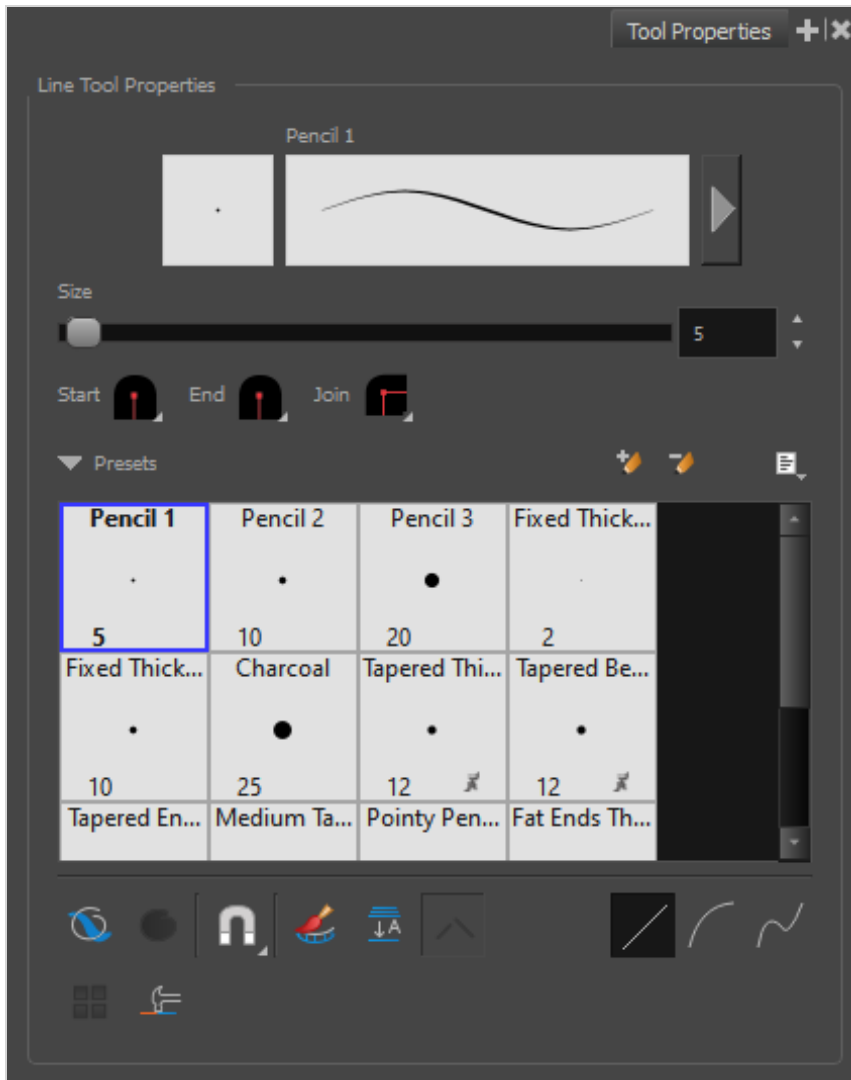 Tool Properties
Line Tool Properties
Pencil 1
Size
5
Start End Join
Presets
Pencil 1 Pencil 2 Pencil 3 Fixed Thick...
5 10 20 2
Fixed Thick... Charcoal Tapered Thi... Tapered Be...
10 25 12 12
Tapered En... Medium Ta... Pointy Pen... Fat Ends Th...
A